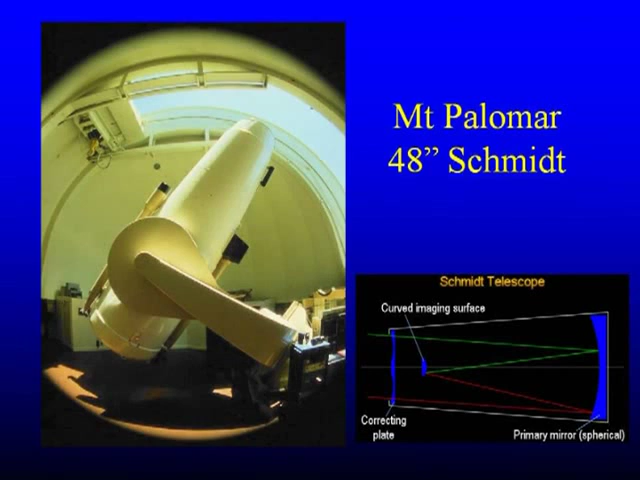 Mt Palomar
48” Schmidt
Schmidt Telescope
Curved imaging surface
Correcting
plate
Primary mirror (spherical)